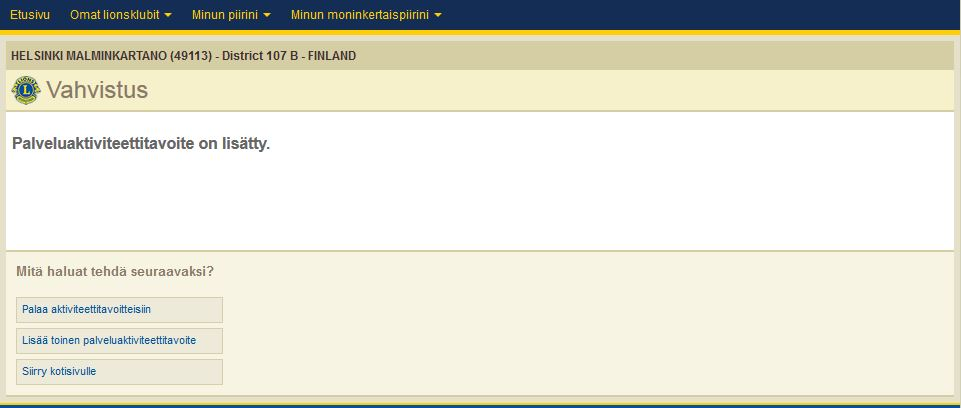 Etusivu Omat lionsklubit Minun piirini Minun moninkertaispiirini
HELSINKI MALMINKARTANO (49113) - District 107 B - FINLAND
Vahvistus
Palveluaktiviteettitavoite on lisätty.
Mitä haluat tehdä seuraavaksi?
Palaa aktiviteettitavoitteisiin
Lisää toinen palveluaktiviteettitavoite
Siirry kotisivulle